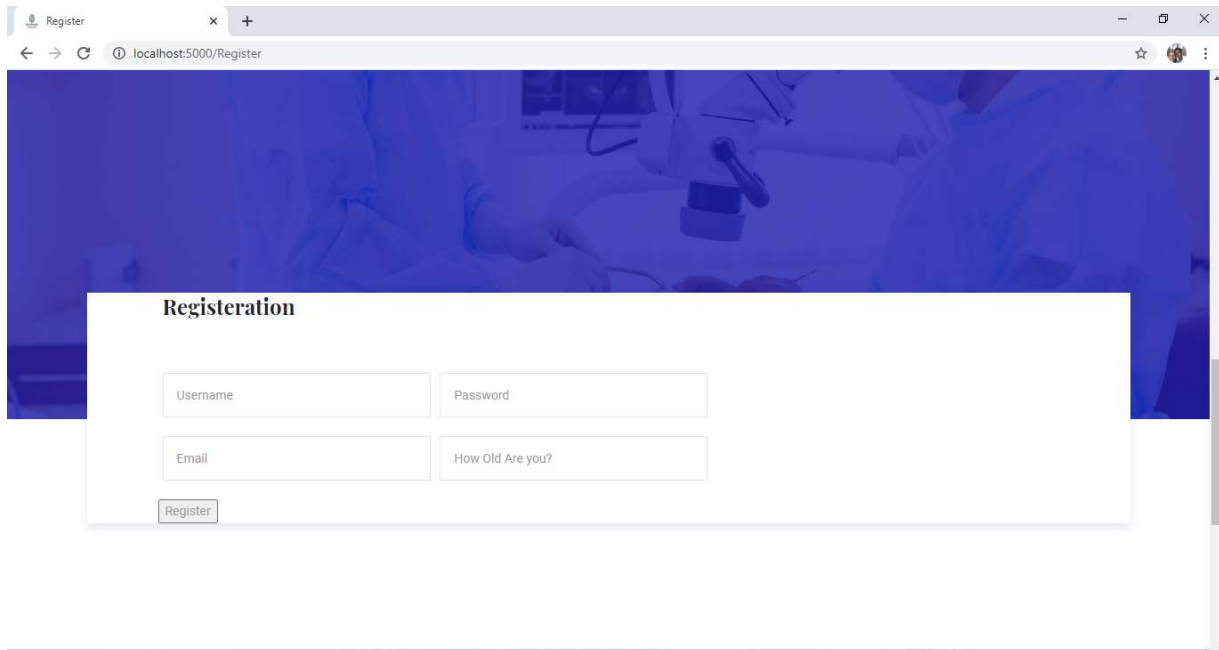 Register
localhost:5000/Register
Registeration
Username Password
Email How Old Are you?
Register